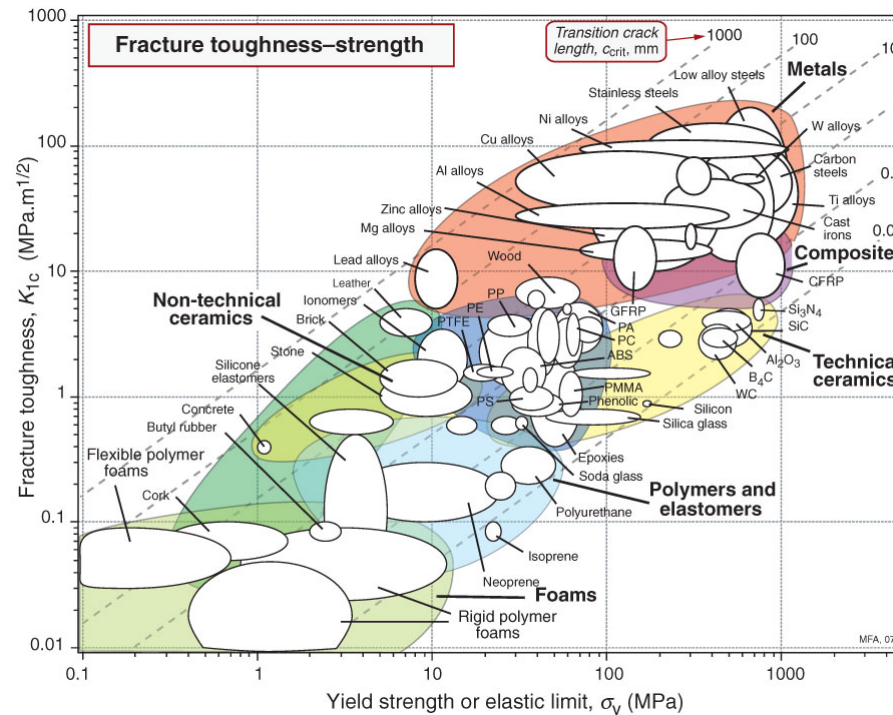 Fracture toughness–strength
Transition crack
length, ccrit, mm
1000
100
10
0.
0.0
1000
100
10
1
0.1
0.01
Fracture toughness, K1c (MPa.m1/2)
Low alloy steels
Metals
Stainless steels
Ni alloys
W alloys
Cu alloys
Carbon
steels
Al alloys
Ti alloys
Zinc alloys
Cast
irons
Mg alloys
Wood
Composite
Lead alloys
CFRP
Leather
Non-technical
ceramics
Ionomers
PP
GFRP
Si3N4
PE
PA
SiC
Brick
PTFE
PC
Stone
ABS
Al2O3
Technical
ceramics
Silicone
elastomers
B4C
WC
PMMA
PS
Phenolic
Silicon
Concrete
Silica glass
Butyl rubber
Epoxies
Flexible polymer
foams
Soda glass
Polymers and
elastomers
Cork
Polyurethane
Isoprene
Neoprene
Foams
Rigid polymer
foams
MFA, 07
0.1
1
10
100
1000
Yield strength or elastic limit, σy (MPa)